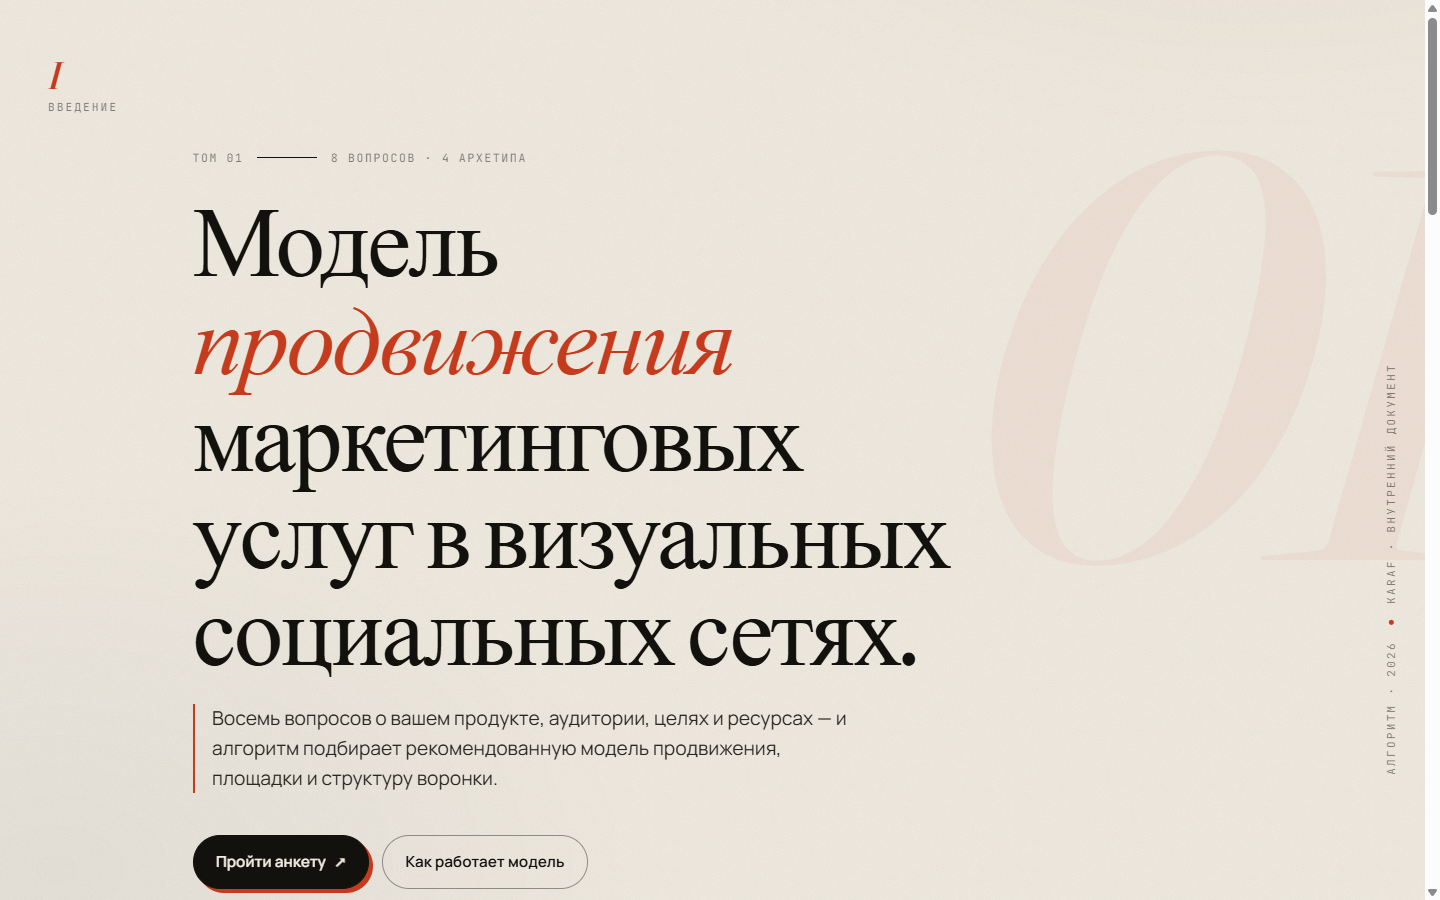 I
ВВЕДЕНИЕ
ТОМ 01
8 ВОПРОСОВ · 4 АРХЕТИПА
Модель
продвижения
маркетинговых
услуг в визуальных
социальных сетях.
Восемь вопросов о вашем продукте, аудитории, целях и ресурсах — и
алгоритм подбирает рекомендованную модель продвижения,
площадки и структуру воронки.
Пройти анкету ↗
Как работает модель
01
АЛГОРИТМ · 2026 ● KARAF · ВНУТРЕННИЙ ДОКУМЕНТ